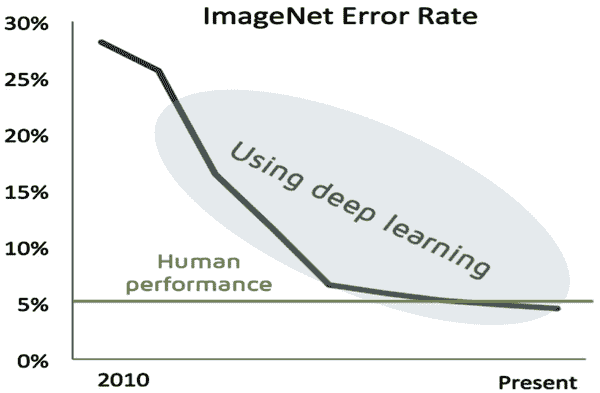 ImageNet Error Rate
30%
25%
20%
15%
10%
5%
0%
Using deep learning
Human
performance
2010
Present